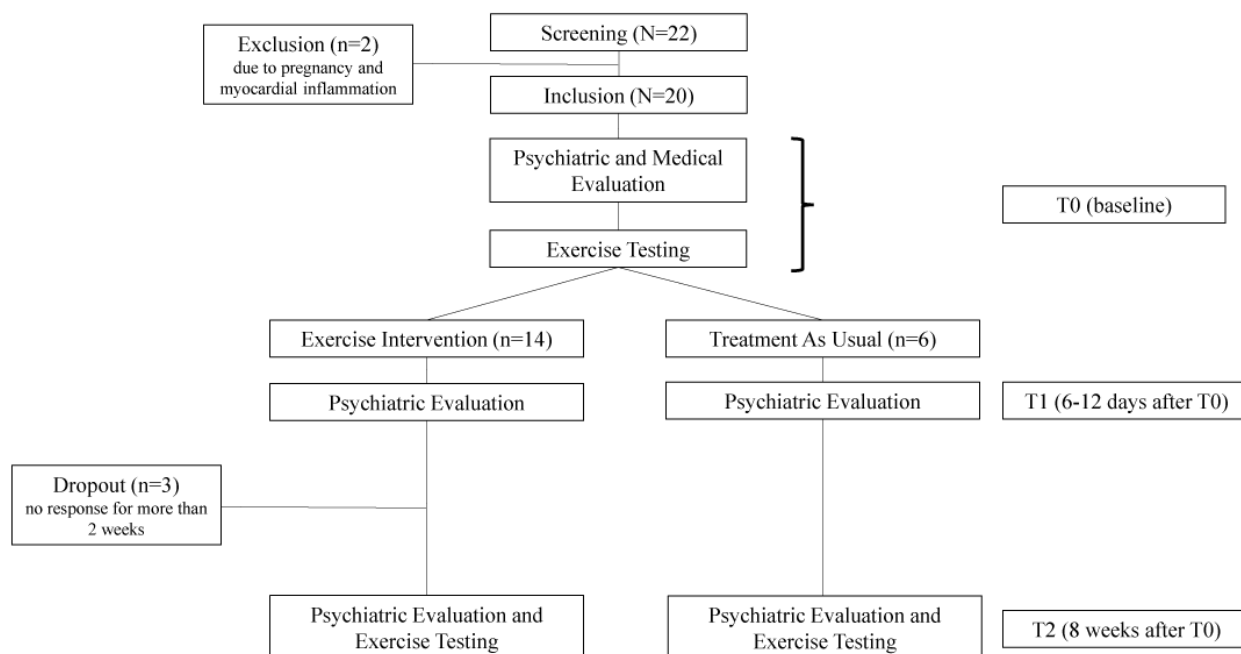 Screening (N=22)
Exclusion (n=2)
due to pregnancy and
myocardial inflammation
Inclusion (N=20)
Psychiatric and Medical
Evaluation
T0 (baseline)
Exercise Testing
Exercise Intervention (n=14)
Treatment As Usual (n=6)
Psychiatric Evaluation
Psychiatric Evaluation
T1 (6-12 days after T0)
Dropout (n=3)
no response for more than
2 weeks
Psychiatric Evaluation and
Exercise Testing
Psychiatric Evaluation and
Exercise Testing
T2 (8 weeks after T0)